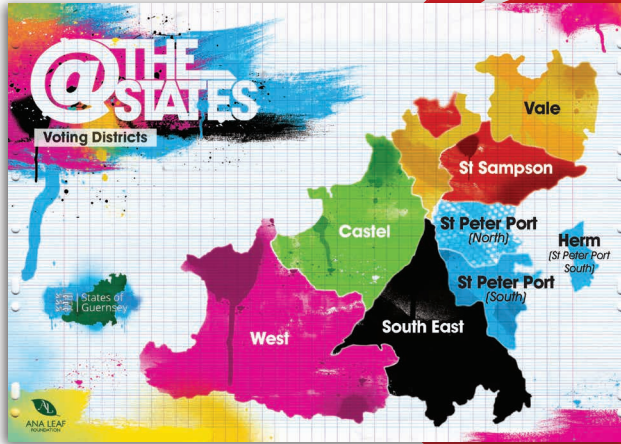 @THE
STATES
Voting Districts
Vale
St Sampson
St Peter Port
(North)
Castel
Herm
(St Peter Port
South)
St Peter Port
(South)
South East
West
States of
Guernsey
ANA LEAF
FOUNDATION